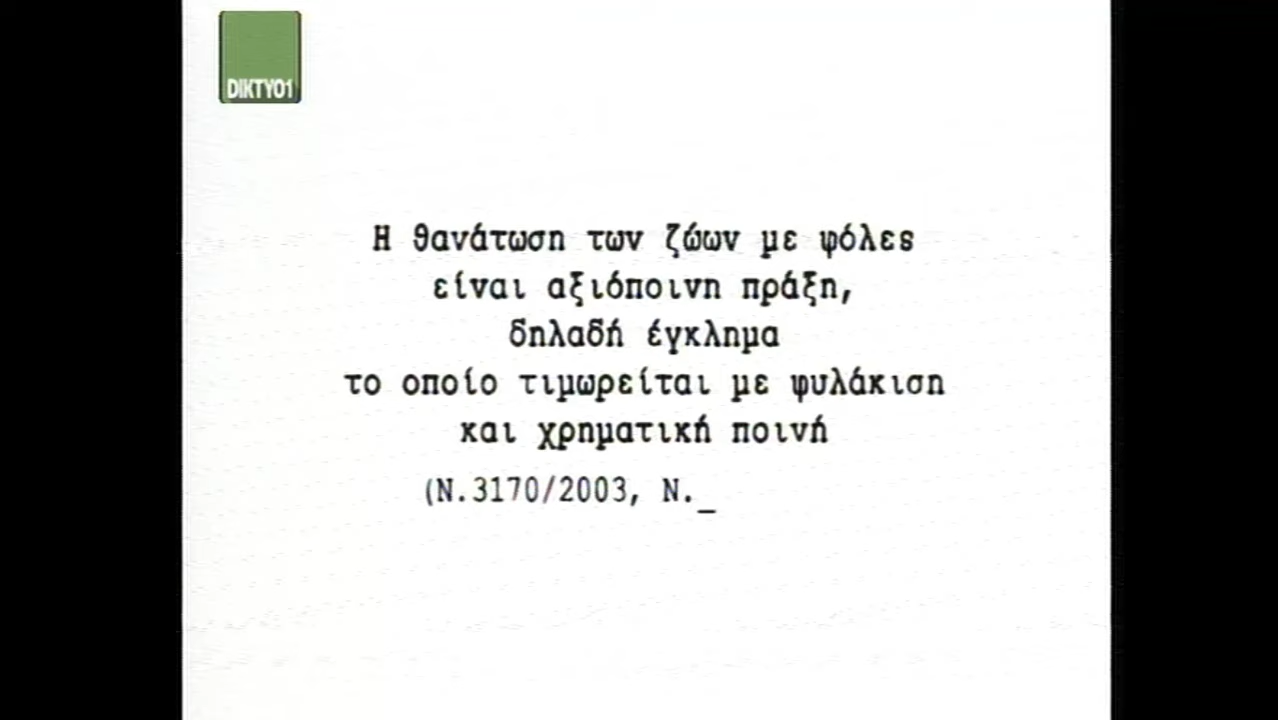 DIKTYO1
Η θανάτωση των ζώων με φόλες
είναι αξιόποινη πράξη,
δηλαδή έγκλημα
το οποίο τιμωρείται με φυλάκιση
και χρηματική ποινή
(Ν.3170/2003, Ν._